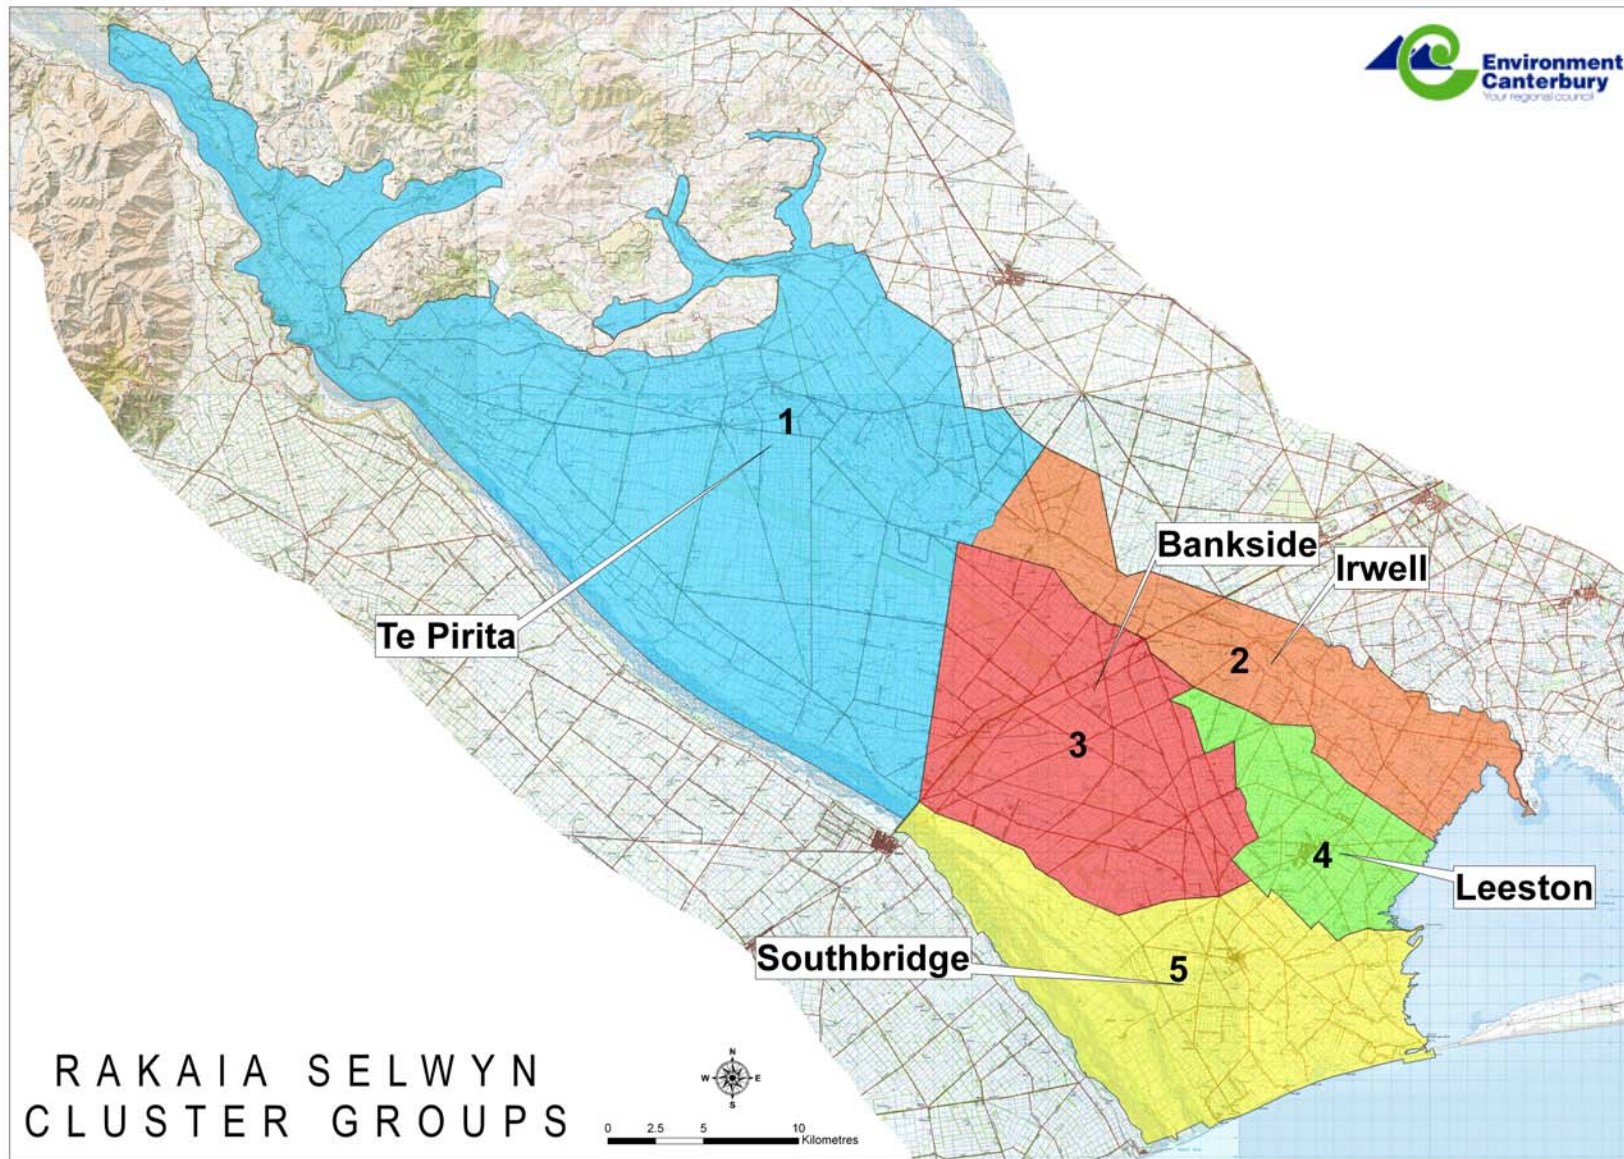 Environment
Canterbury
Your regional council
1
Bankside
Irwell
Te Pirita
2
3
4
Leeston
Southbridge
5
RAKAIA SELWYN
CLUSTER GROUPS
N
W E
S
0 2.5 5 10
Kilometres